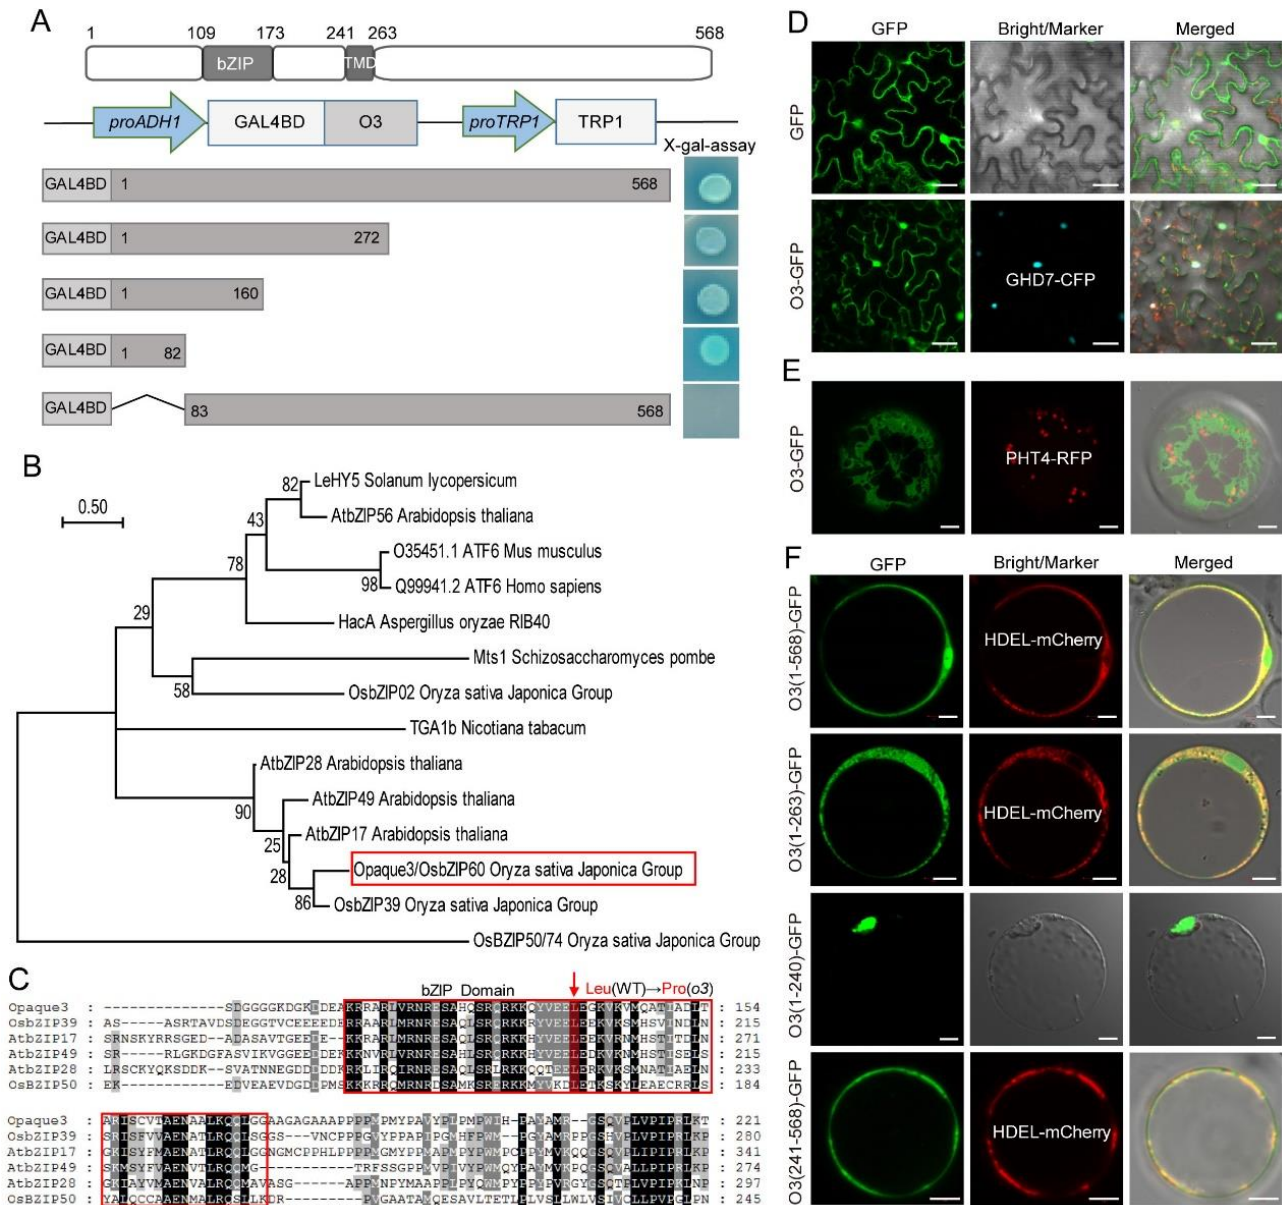 A
1 109 173 241 263 568
bZIP TMD
proADH1 GAL4BD O3 proTRP1 TRP1
X-gal-assay
GAL4BD 1 568
GAL4BD 1 272
GAL4BD 1 160
GAL4BD 1 82
GAL4BD 83 568
B
0.50
82
43
78
98
29
58
90
25
28
86
LeHY5 Solanum lycopersicum
AtbZIP56 Arabidopsis thaliana
O35451.1 ATF6 Mus musculus
Q99941.2 ATF6 Homo sapiens
HacA Aspergillus oryzae RIB40
Mts1 Schizosaccharomyces pombe
OsbZIP02 Oryza sativa Japonica Group
TGA1b Nicotiana tabacum
AtbZIP28 Arabidopsis thaliana
AtbZIP49 Arabidopsis thaliana
AtbZIP17 Arabidopsis thaliana
Opaque3/OsbZIP60 Oryza sativa Japonica Group
OsbZIP39 Oryza sativa Japonica Group
OsBZIP50/74 Oryza sativa Japonica Group
C
bZIP Domain Leu(WT)→Pro(o3)
Opaque3 : : 154
OsbZIP39 : : 215
AtbZIP17 : : 271
AtbZIP49 : : 215
AtbZIP28 : : 233
OsBZIP50 : : 184
Opaque3 : : 221
OsbZIP39 : : 280
AtbZIP17 : : 341
AtbZIP49 : : 274
AtbZIP28 : : 297
OsBZIP50 : : 245
D
GFP Bright/Marker Merged
GFP
O3-GFP
GHD7-CFP
E
O3-GFP
PHT4-RFP
F
GFP Bright/Marker Merged
O3(1-568)-GFP
HDEL-mCherry
O3(1-263)-GFP
HDEL-mCherry
O3(1-240)-GFP
O3(241-568)-GFP
HDEL-mCherry